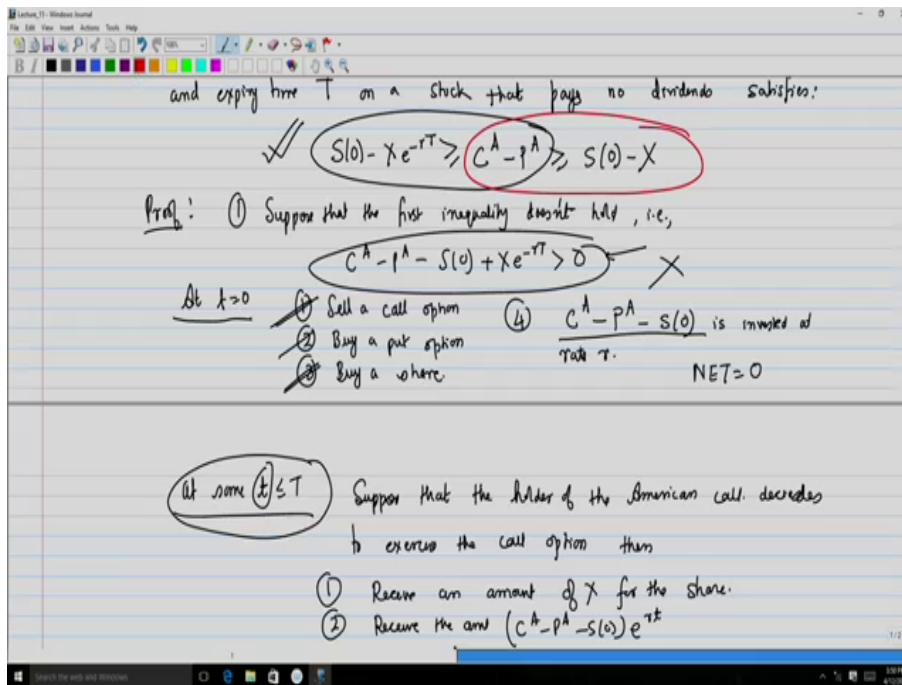 Lecture_11 - Windows Journal
File Edit View Insert Actions Tools Help
B I
and expiry time T on a stock that pays no dividends satisfies:
S(0) - Xe^{-rT} ≥ C^A - P^A ≥ S(0) - X
Proof: ① Suppose that the first inequality doesn't hold, i.e.,
C^A - P^A - S(0) + Xe^{-rT} > 0
At t=0 ① Sell a call option ④ C^A - P^A - S(0) is invested at
② Buy a put option rate r.
③ Buy a share. NET = 0
At some t ≤ T Suppose that the holder of the American call decides
to exercise the call option then
① Receive an amount of X for the share.
② Receive the amt (C^A - P^A - S(0)) e^{rt}
1/2
Search the web and Windows